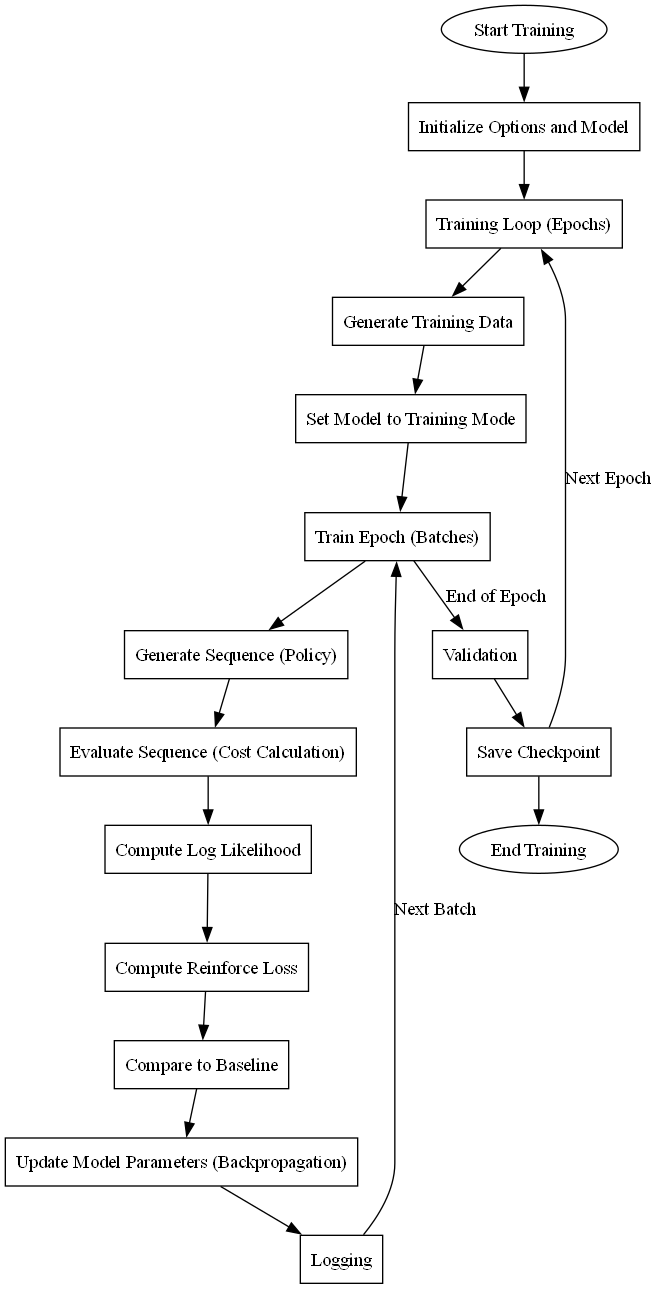 Start Training
Initialize Options and Model
Training Loop (Epochs)
Generate Training Data
Set Model to Training Mode
Next Epoch
Train Epoch (Batches)
End of Epoch
Generate Sequence (Policy)
Validation
Evaluate Sequence (Cost Calculation)
Save Checkpoint
Compute Log Likelihood
End Training
Next Batch
Compute Reinforce Loss
Compare to Baseline
Update Model Parameters (Backpropagation)
Logging